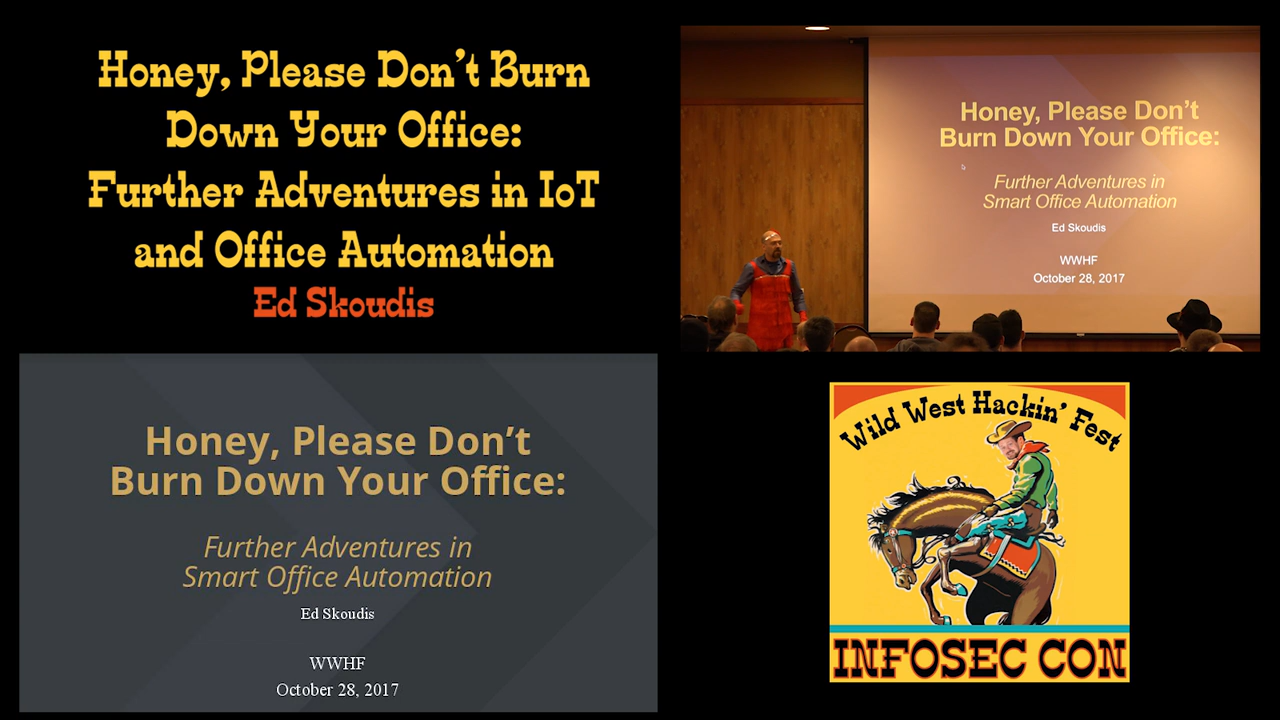 Honey, Please Don't Burn
Down Your Office:
Further Adventures in IoT
and Office Automation
Ed Skoudis
Honey, Please Don't
Burn Down Your Office:
Further Adventures in
Smart Office Automation
Ed Skoudis
WWHF
October 28, 2017
Honey, Please Don't
Burn Down Your Office:
Further Adventures in
Smart Office Automation
Ed Skoudis
WWHF
October 28, 2017
Wild West Hackin' Fest
INFOSEC CON